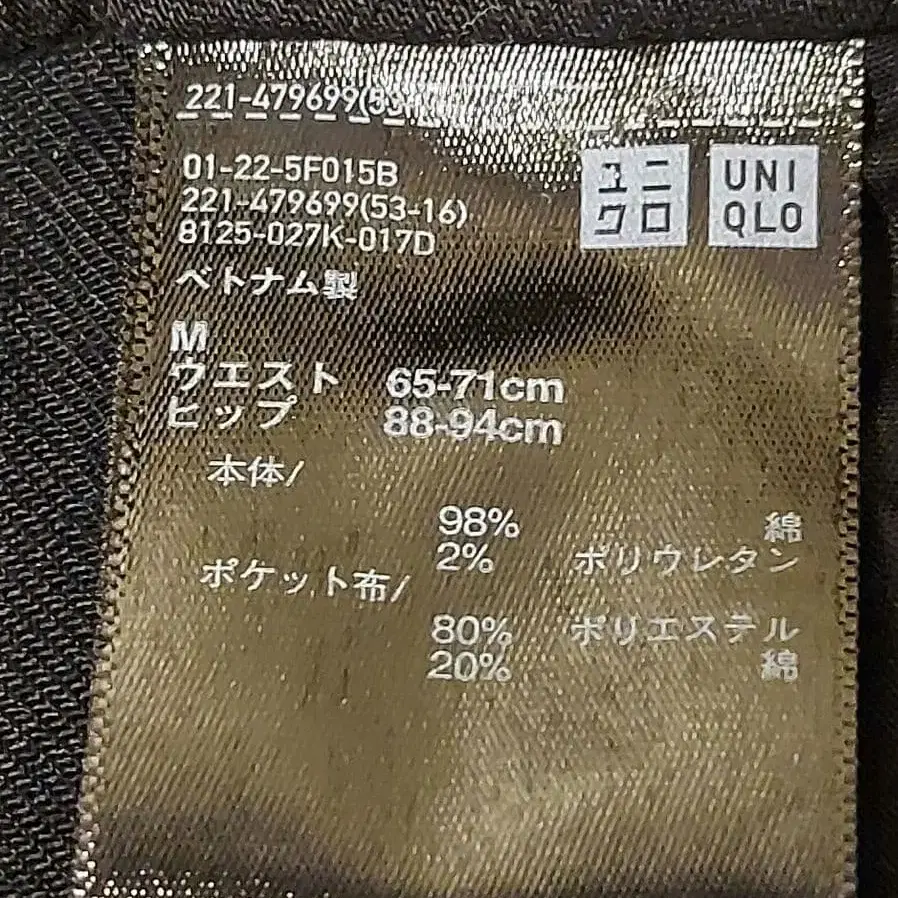 221-479699(53
01-22-5F015B
221-479699(53-16)
8125-027K-017D
ユニ
クロ
UNI
QLO
ベトナム製
M
ウエスト 65-71cm
ヒップ 88-94cm
本体/
98% 綿
2% ポリウレタン
ポケット布/
80% ポリエステル
20% 綿